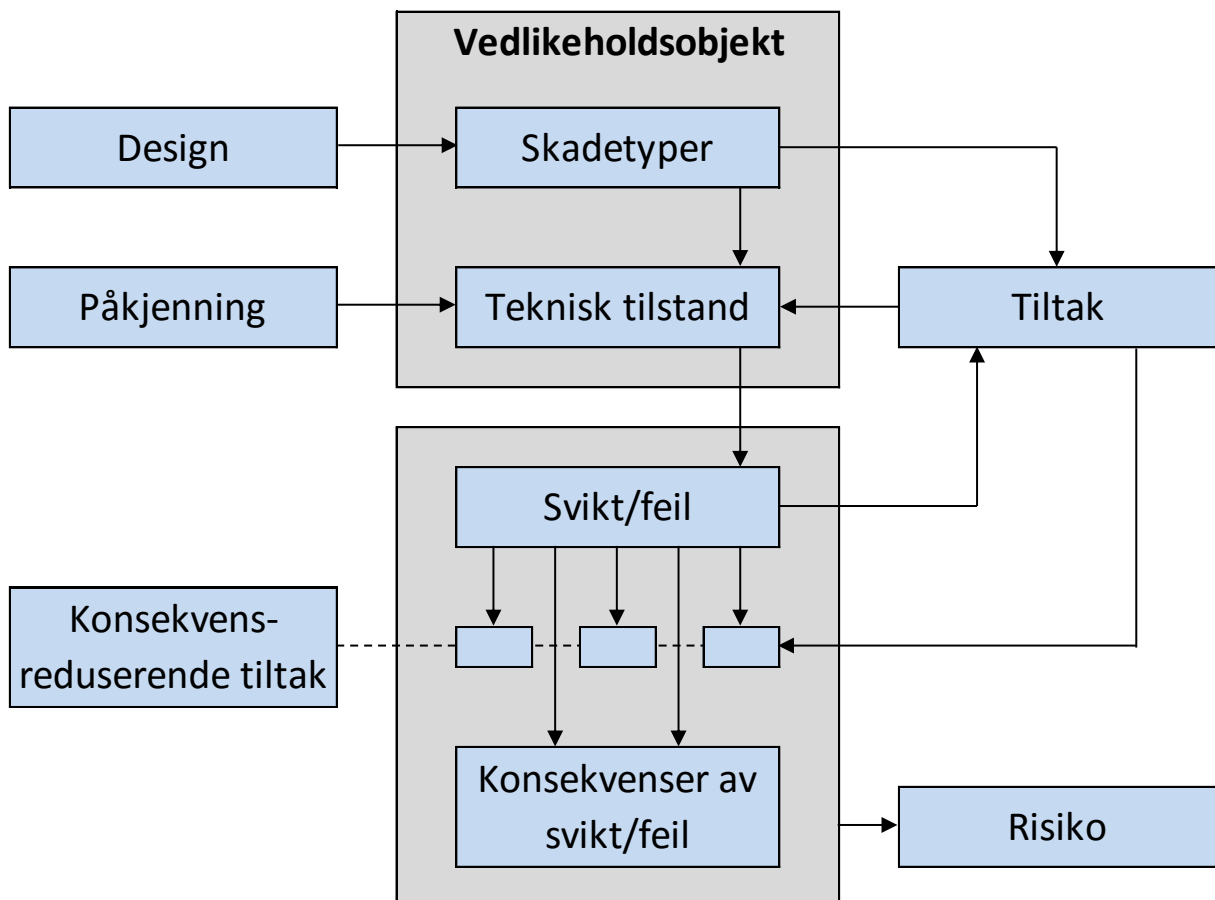 Vedlikeholdsobjekt
Design
Skadetyper
Påkjenning
Teknisk tilstand
Tiltak
Svikt/feil
Konsekvens-
reduserende tiltak
Konsekvenser av
svikt/feil
Risiko